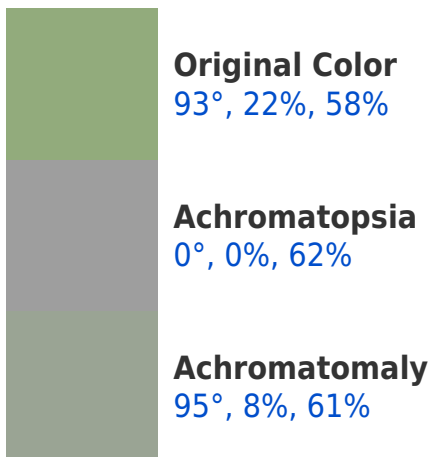 Original Color
93°, 22%, 58%
Achromatopsia
0°, 0%, 62%
Achromatomaly
95°, 8%, 61%